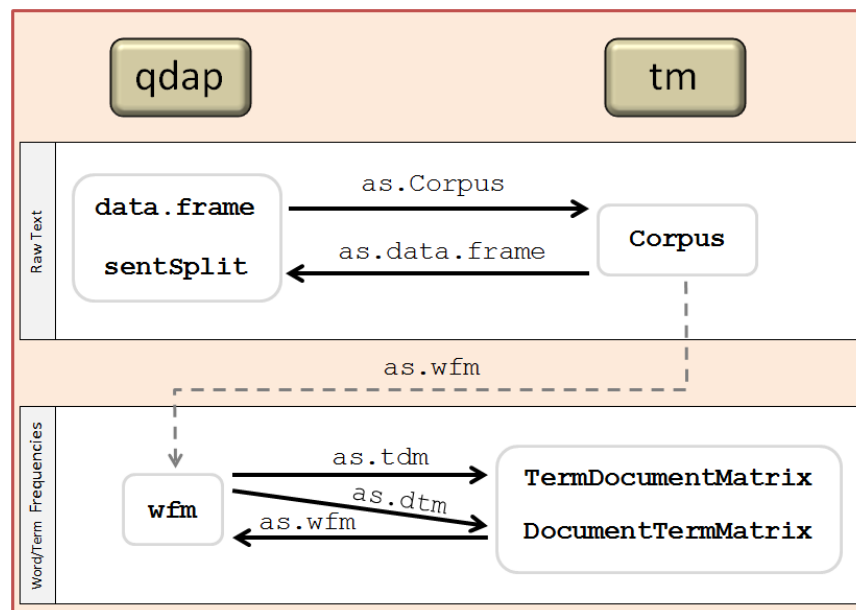 qdap
tm
Raw Text
data.frame
sentSplit
as.Corpus
as.data.frame
Corpus
as.wfm
Word/Term Frequencies
wfm
as.tdm
as.dtm
as.wfm
TermDocumentMatrix
DocumentTermMatrix